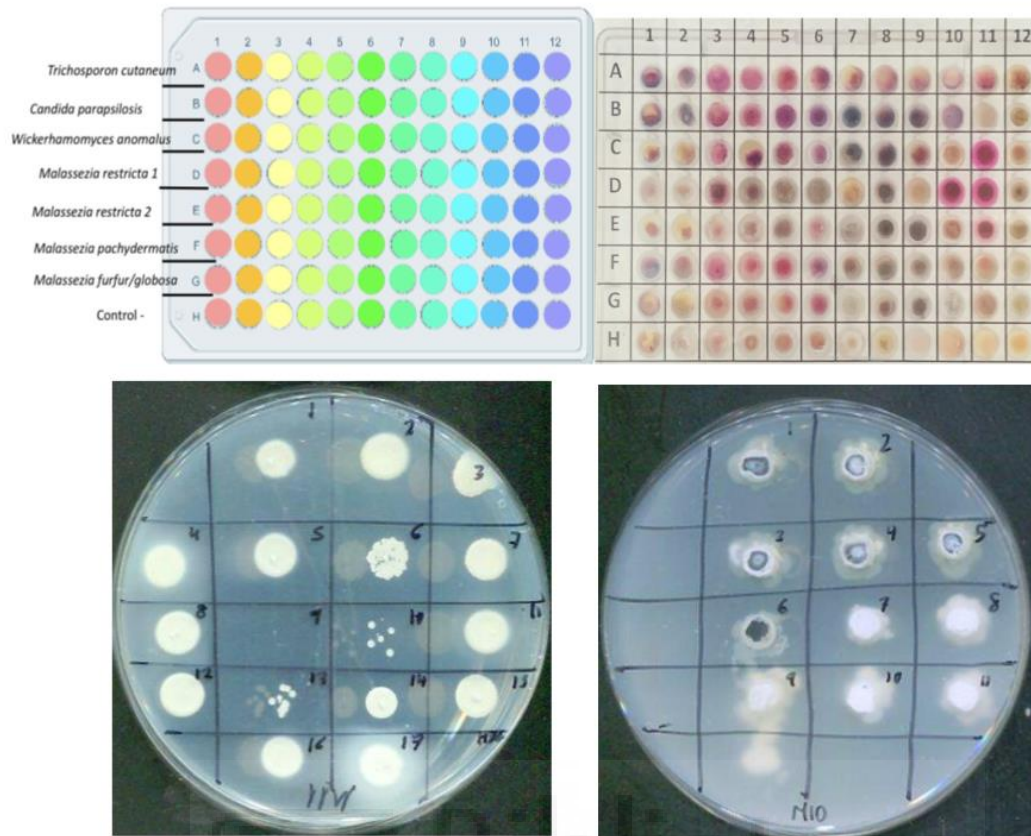 1 2 3 4 5 6 7 8 9 10 11 12
Trichosporon cutaneum A
Candida parapsilosis B
Wickerhamomyces anomalus C
Malassezia restricta 1 D
Malassezia restricta 2 E
Malassezia pachydermatis F
Malassezia furfur/globosa G
Control - H
1 2 3 4 5 6 7 8 9 10 11 12
A
B
C
D
E
F
G
H
1 2 3
4 5 6 7
8 9 10 11
12 13 14 15
16 17
1 2
3 4 5
6 7 8
9 10 11
N10